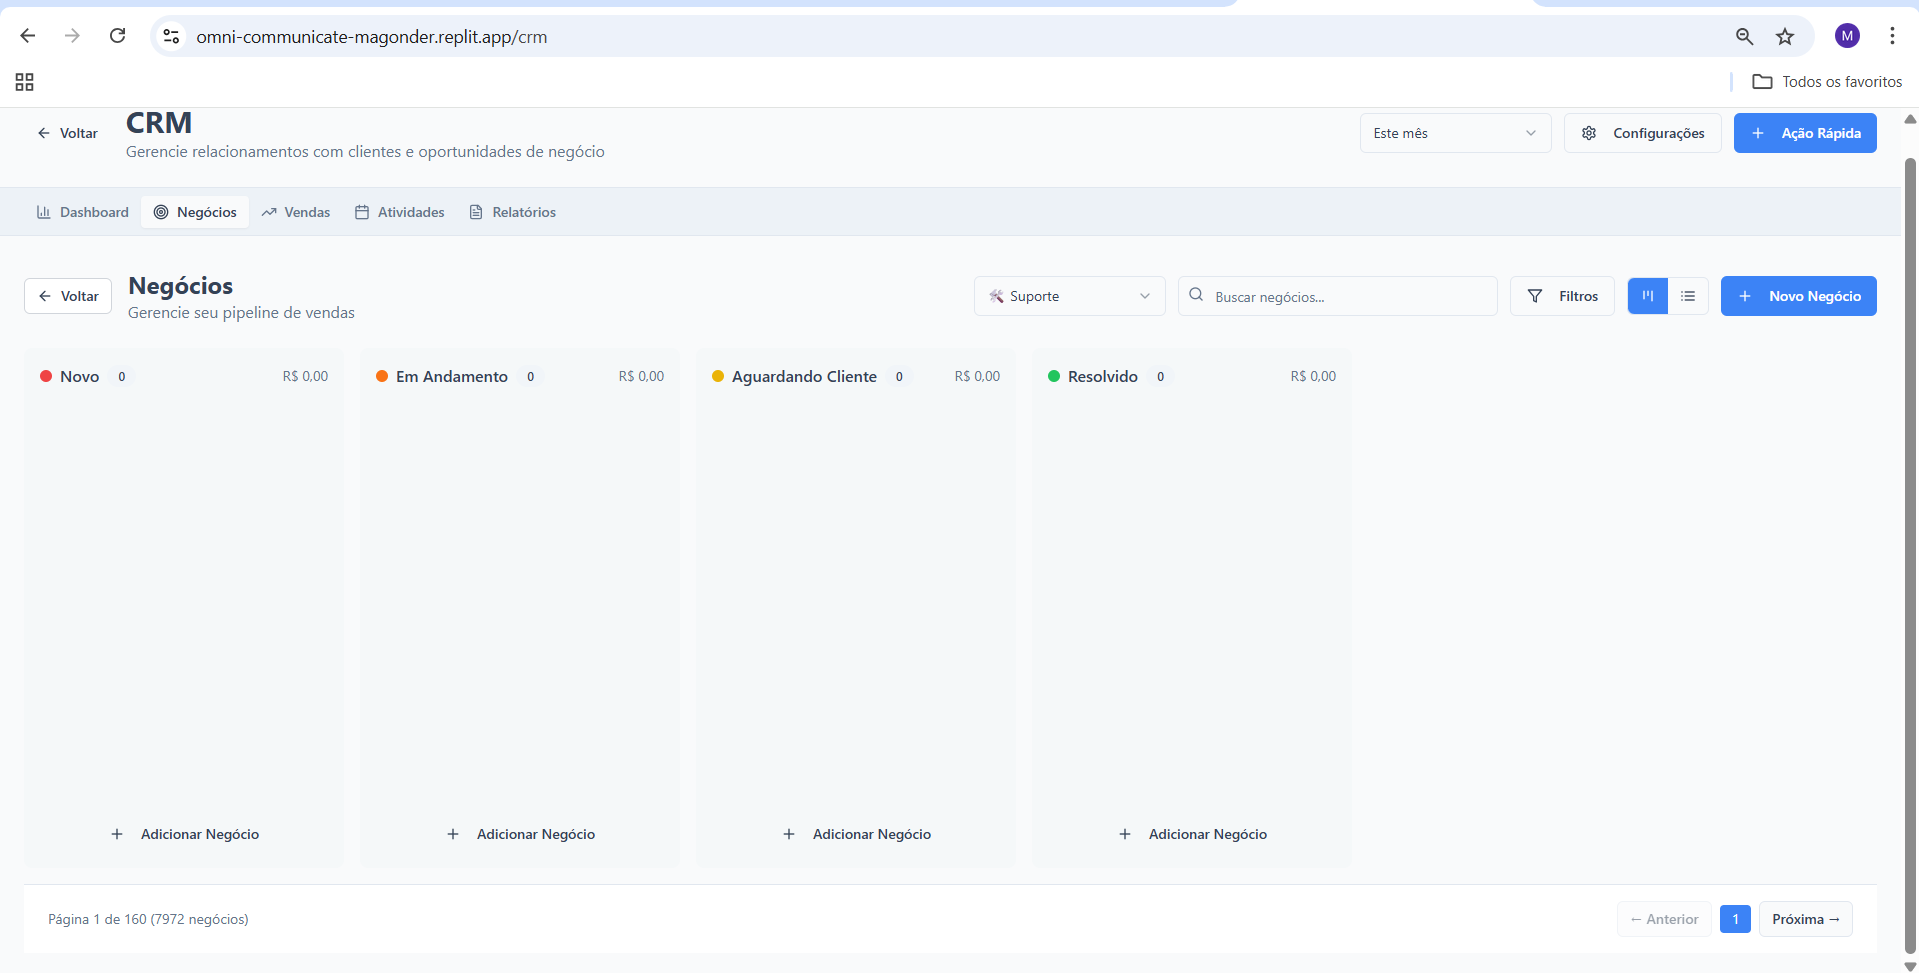 omni-communicate-magonder.replit.app/crm
M
Todos os favoritos
Voltar
CRM
Gerencie relacionamentos com clientes e oportunidades de negócio
Este mês
Configurações
+ Ação Rápida
Dashboard
Negócios
Vendas
Atividades
Relatórios
Voltar
Negócios
Gerencie seu pipeline de vendas
Suporte
Buscar negócios...
Filtros
+ Novo Negócio
Novo 0 R$ 0,00
Em Andamento 0 R$ 0,00
Aguardando Cliente 0 R$ 0,00
Resolvido 0 R$ 0,00
+ Adicionar Negócio
+ Adicionar Negócio
+ Adicionar Negócio
+ Adicionar Negócio
Página 1 de 160 (7972 negócios)
← Anterior
1
Próxima →